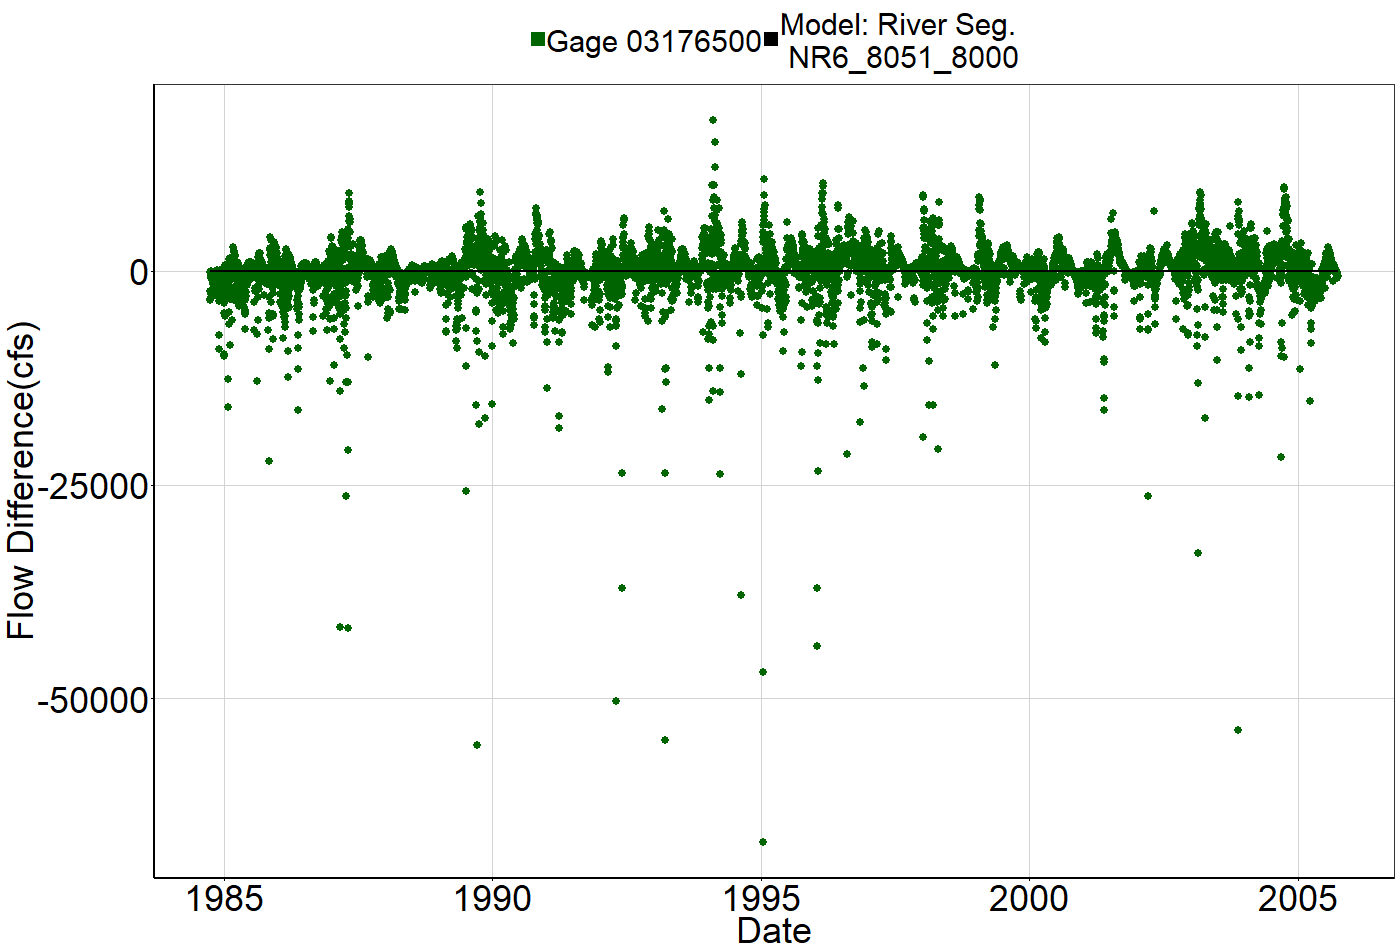 Gage 03176500 Model: River Seg.
NR6_8051_8000
Flow Difference(cfs)
0
-25000
-50000
1985 1990 1995 2000 2005
Date